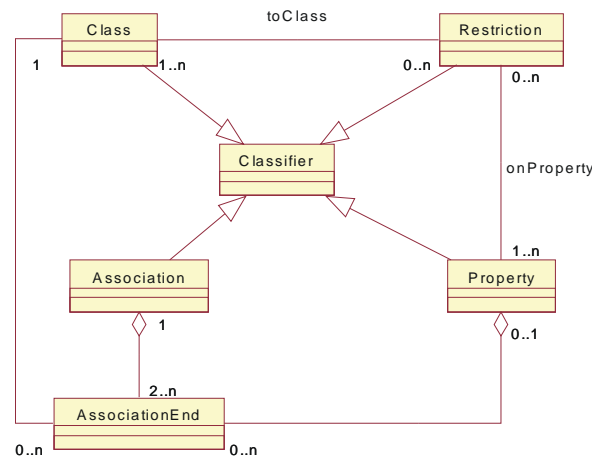 toClass
Class
Restriction
1
1..n
0..n
0..n
Classifier
onProperty
1..n
Association
Property
1
0..1
2..n
AssociationEnd
0..n
0..n